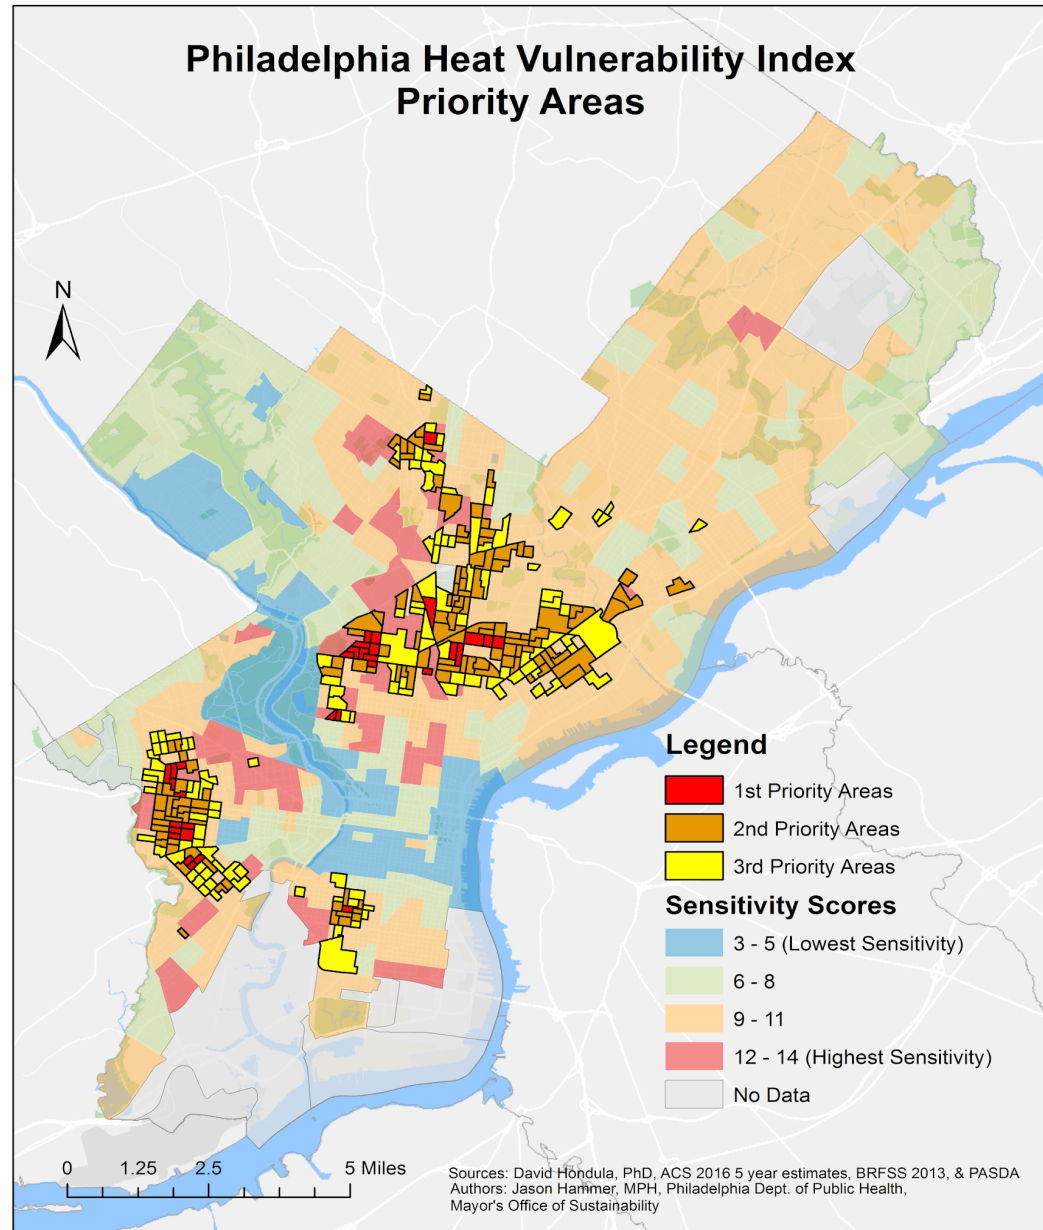 Philadelphia Heat Vulnerability Index
Priority Areas
N
Legend
1st Priority Areas
2nd Priority Areas
3rd Priority Areas
Sensitivity Scores
3 - 5 (Lowest Sensitivity)
6 - 8
9 - 11
12 - 14 (Highest Sensitivity)
No Data
0 1.25 2.5 5 Miles
Sources: David Hondula, PhD, ACS 2016 5 year estimates, BRFSS 2013, & PASDA
Authors: Jason Hammer, MPH, Philadelphia Dept. of Public Health,
Mayor's Office of Sustainability